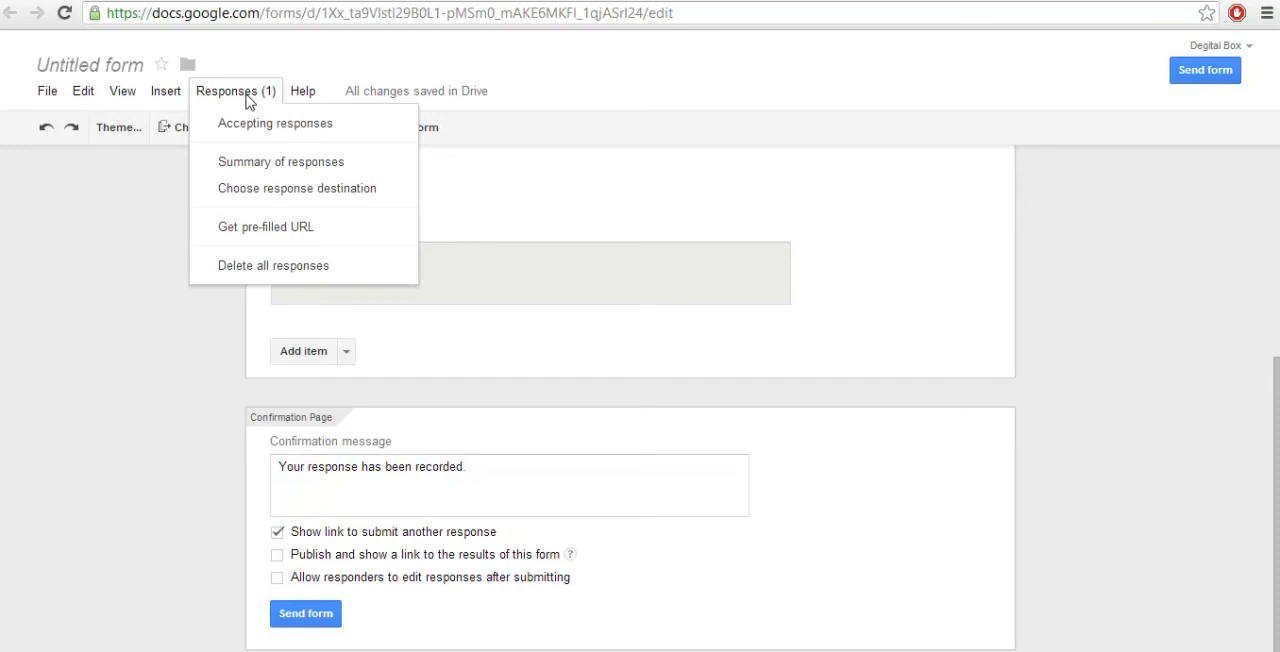 https://docs.google.com/forms/d/1Xx_ta9VIstI29B0L1-pMSm0_mAKE6MKFI_1qjASrI24/edit
Degital Box
Untitled form
Send form
File Edit View Insert Responses (1) Help All changes saved in Drive
Theme... Ch orm
Accepting responses
Summary of responses
Choose response destination
Get pre-filled URL
Delete all responses
Add item
Confirmation Page
Confirmation message
Your response has been recorded.
Show link to submit another response
Publish and show a link to the results of this form ?
Allow responders to edit responses after submitting
Send form